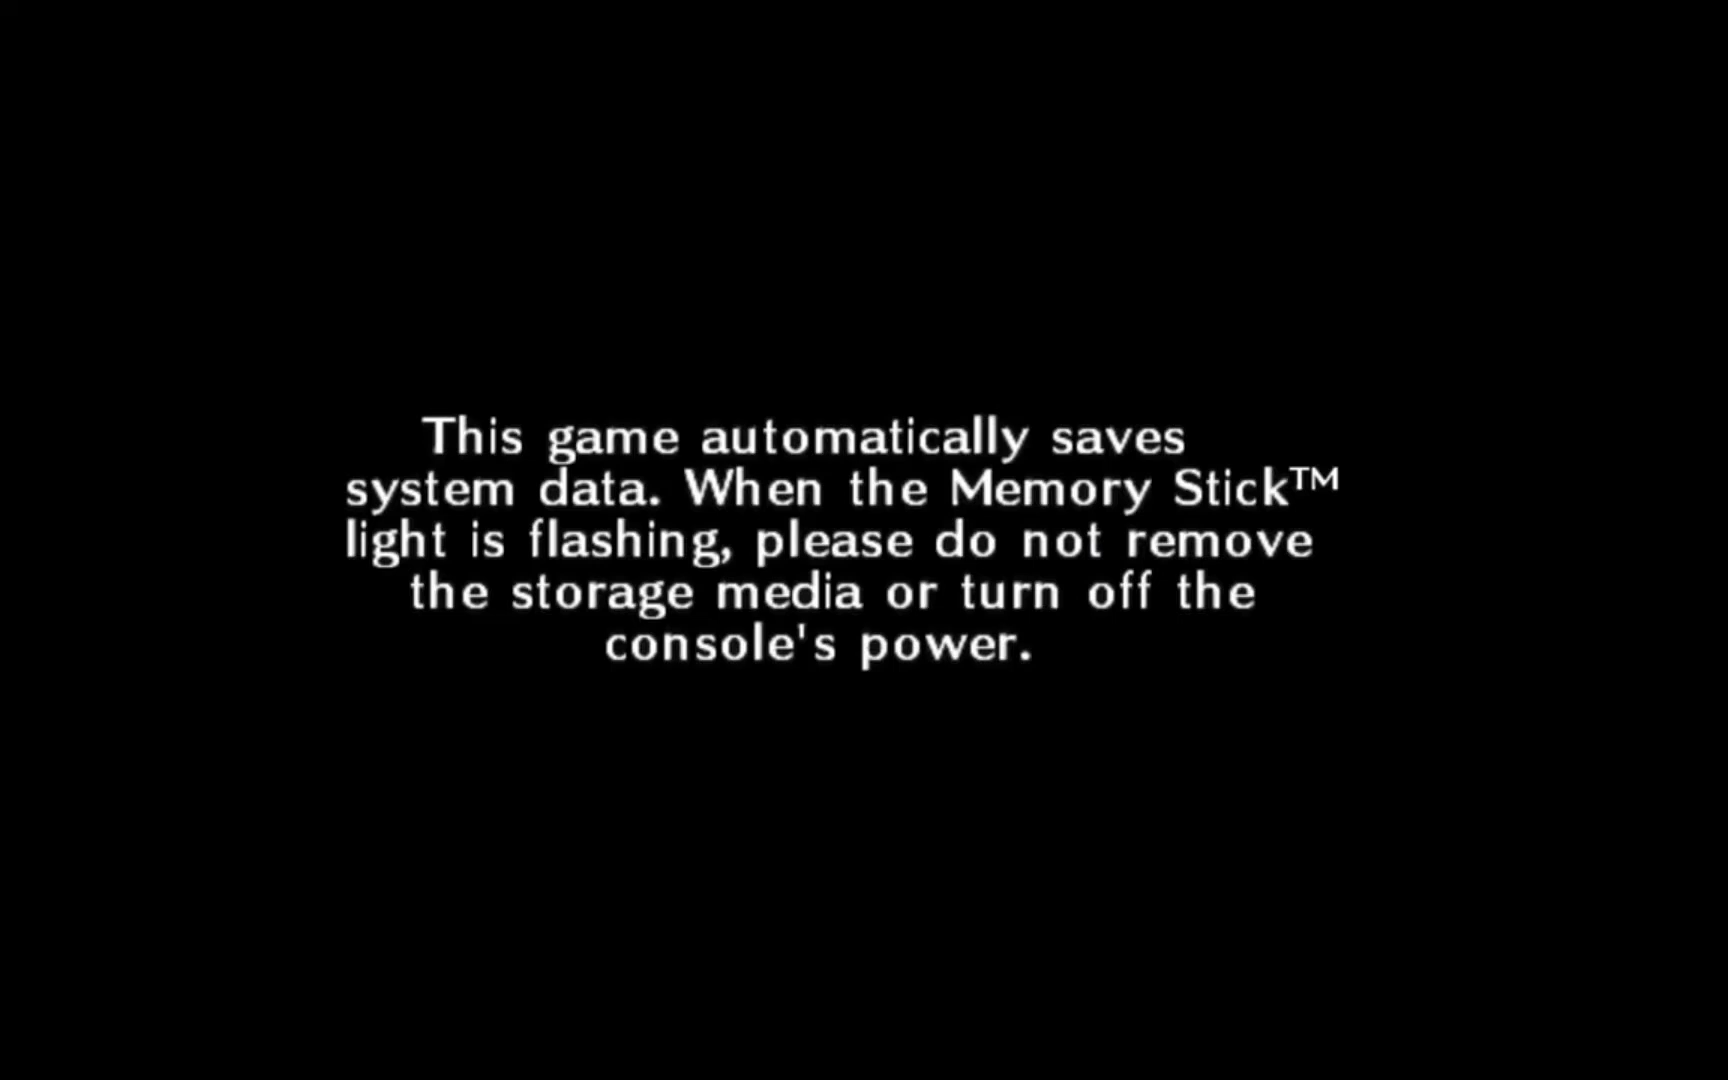 This game automatically saves
system data. When the Memory Stick™
light is flashing, please do not remove
the storage media or turn off the
console's power.